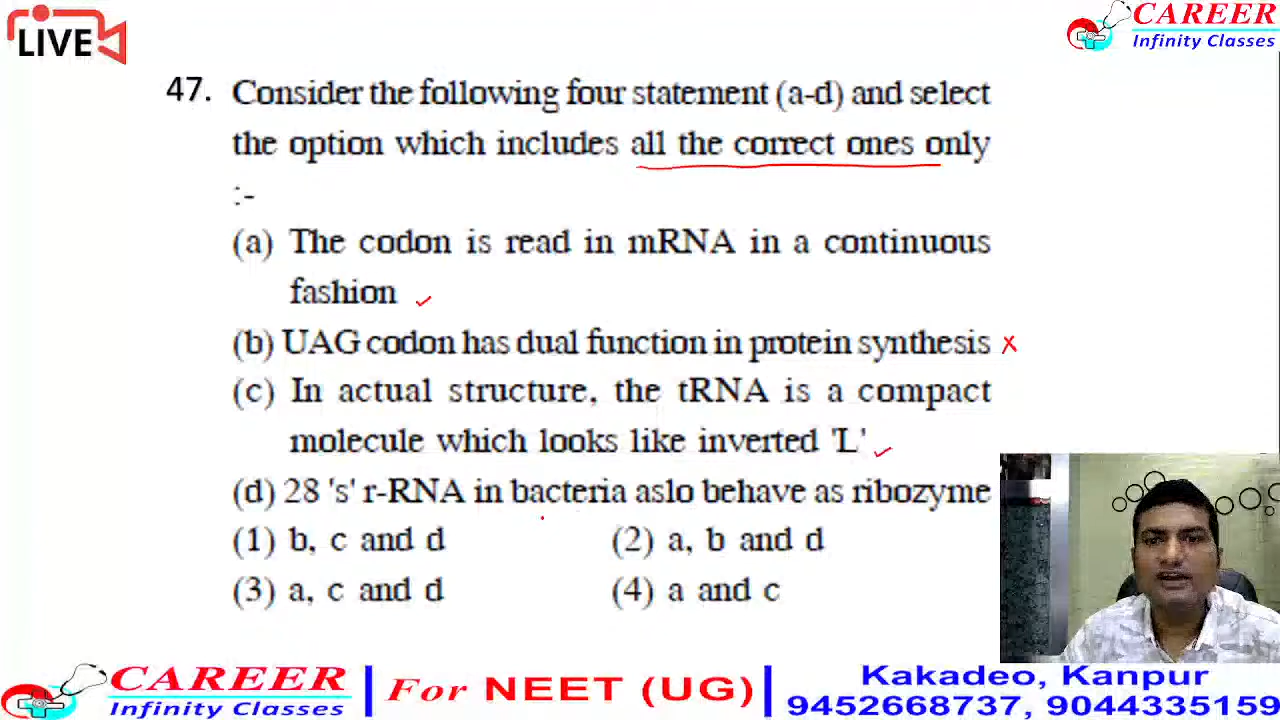 LIVE
CAREER
Infinity Classes
47. Consider the following four statement (a-d) and select
the option which includes all the correct ones only
:-
(a) The codon is read in mRNA in a continuous
fashion
(b) UAG codon has dual function in protein synthesis
(c) In actual structure, the tRNA is a compact
molecule which looks like inverted 'L'
(d) 28 's' r-RNA in bacteria aslo behave as ribozyme
(1) b, c and d (2) a, b and d
(3) a, c and d (4) a and c
CAREER
Infinity Classes
For NEET (UG)
Kakadeo, Kanpur
9452668737, 9044335159